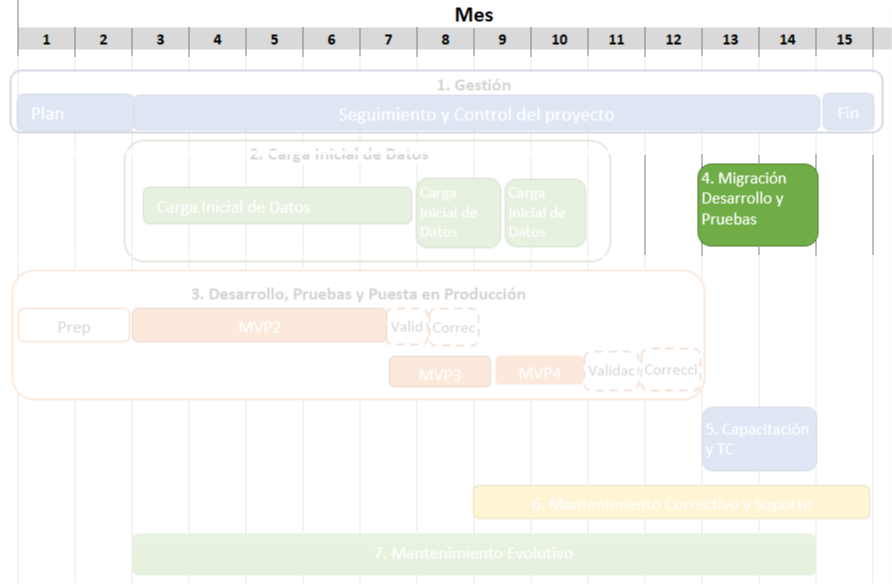 Mes
1 2 3 4 5 6 7 8 9 10 11 12 13 14 15
1. Gestión
Plan
Seguimiento y Control del proyecto
Fin
2. Carga Inicial de Datos
Carga Inicial de Datos
Carga
Inicial de
Datos
Carga
Inicial de
Datos
4. Migración
Desarrollo y
Pruebas
3. Desarrollo, Pruebas y Puesta en Producción
Prep
MVP2
Valid
Correc
MVP3
MVP4
Validac
Correcci
5. Capacitación
y TC
6. Mantenimiento Correctivo y Soporte
7. Mantenimiento Evolutivo